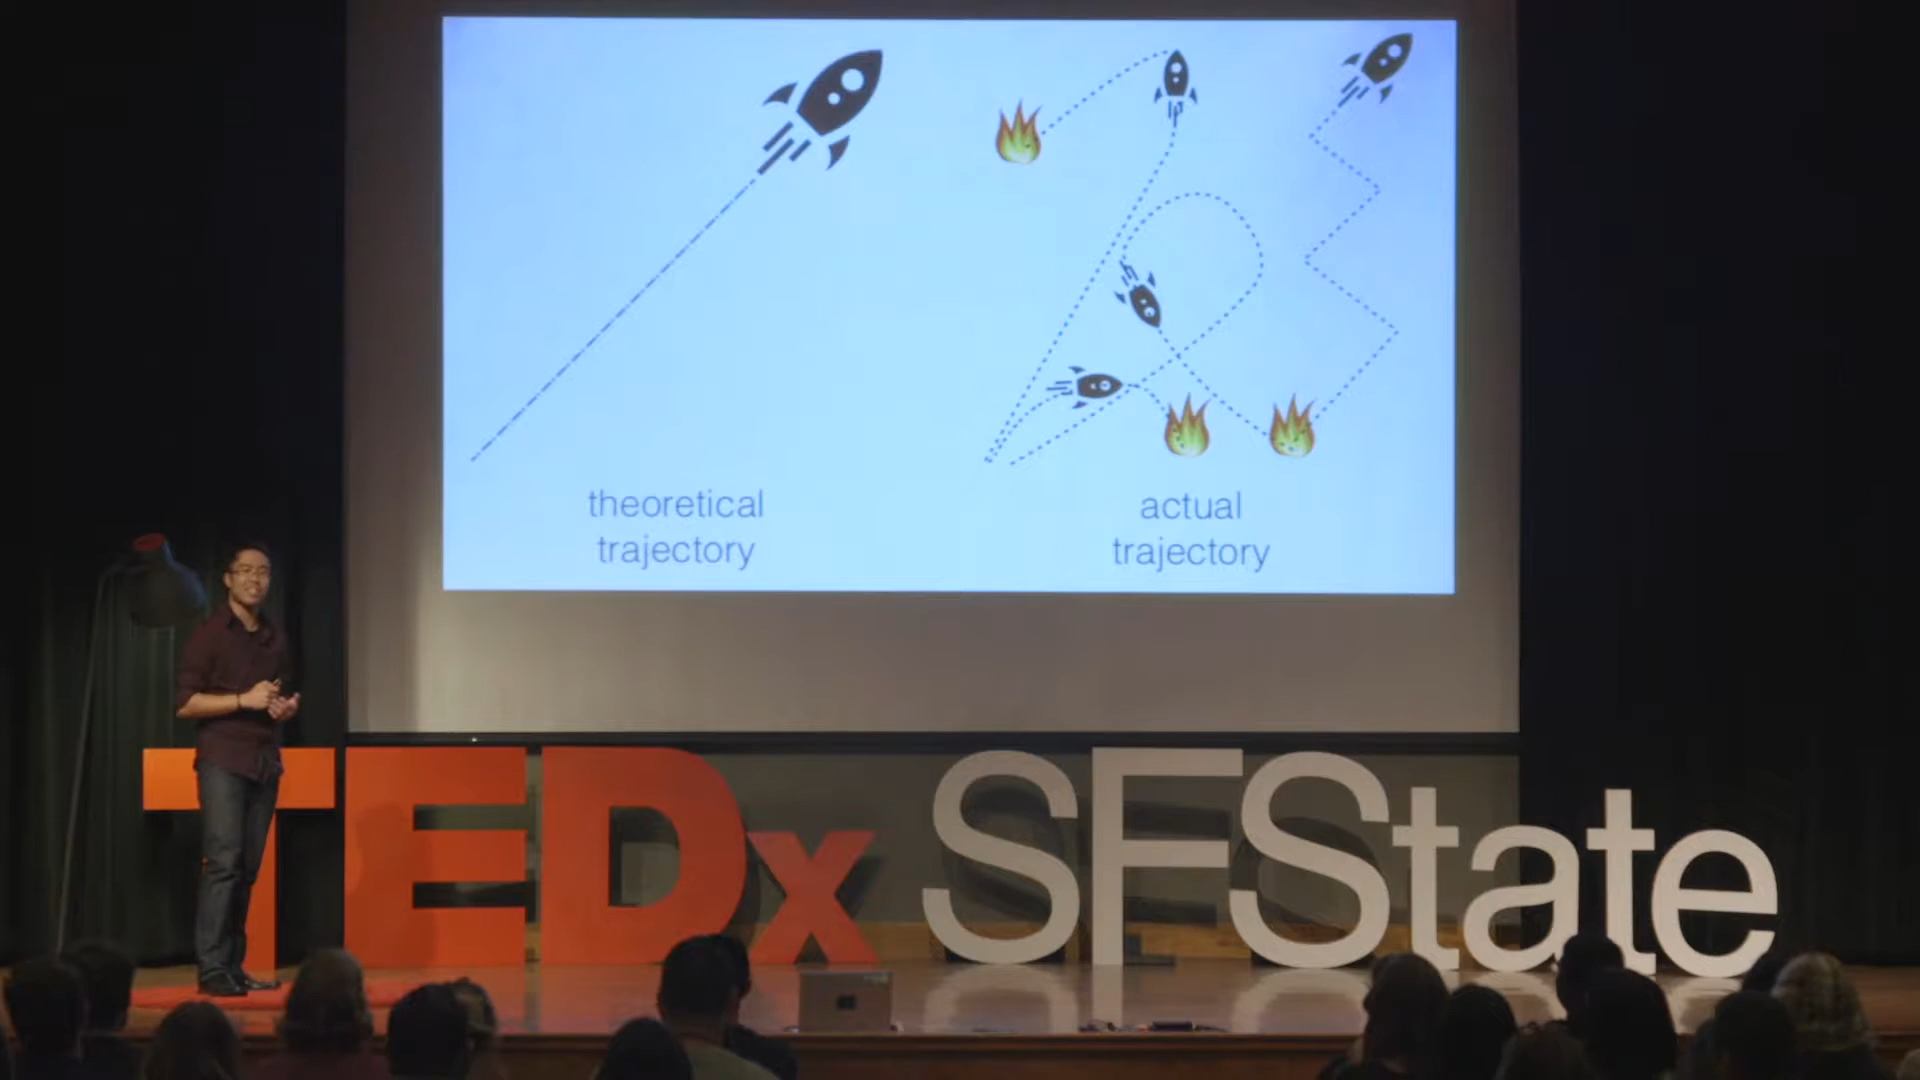 theoretical
trajectory
actual
trajectory
TEDx SFState